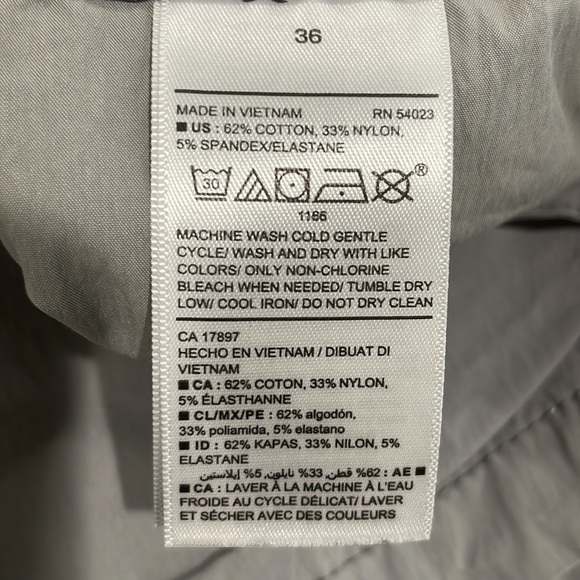 36
MADE IN VIETNAM RN 54023
■ US : 62% COTTON, 33% NYLON,
5% SPANDEX/ELASTANE
30 ®
1166
MACHINE WASH COLD GENTLE
CYCLE/ WASH AND DRY WITH LIKE
COLORS/ ONLY NON-CHLORINE
BLEACH WHEN NEEDED/ TUMBLE DRY
LOW/ COOL IRON/ DO NOT DRY CLEAN
CA 17897
HECHO EN VIETNAM / DIBUAT DI
VIETNAM
■ CA : 62% COTON, 33% NYLON,
5% ÉLASTHANNE
■ CL/MX/PE : 62% algodón,
33% poliamida, 5% elastano
■ ID : 62% KAPAS, 33% NILON, 5%
ELASTANE
■ AE : 62% قطن, 33% نايلون, 5% إيلاستين
■ CA : LAVER À LA MACHINE À L'EAU
FROIDE AU CYCLE DÉLICAT/ LAVER
ET SÉCHER AVEC DES COULEURS